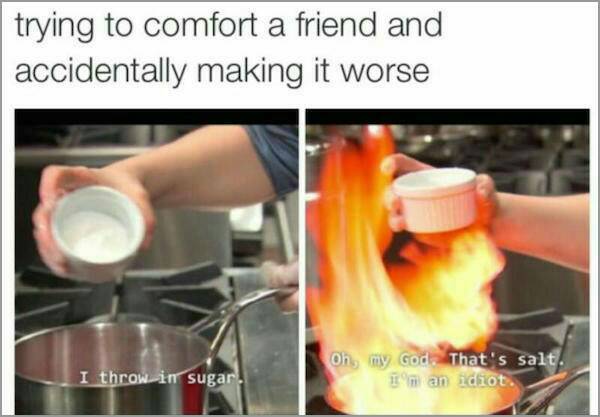 trying to comfort a friend and
accidentally making it worse
I throw in sugar.
Oh, my God. That's salt.
I'm an idiot.